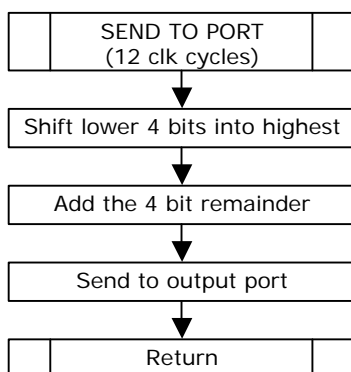 SEND TO PORT
(12 clk cycles)
Shift lower 4 bits into highest
Add the 4 bit remainder
Send to output port
Return